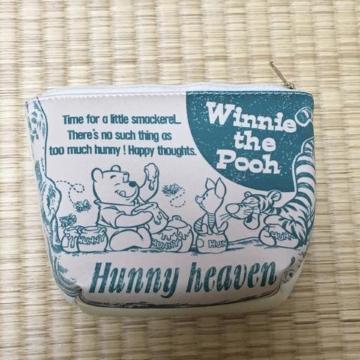 Time for a little smackerel...
There's no such thing as
too much hunny! Happy thoughts.
Winnie
the
Pooh
Hunny heaven